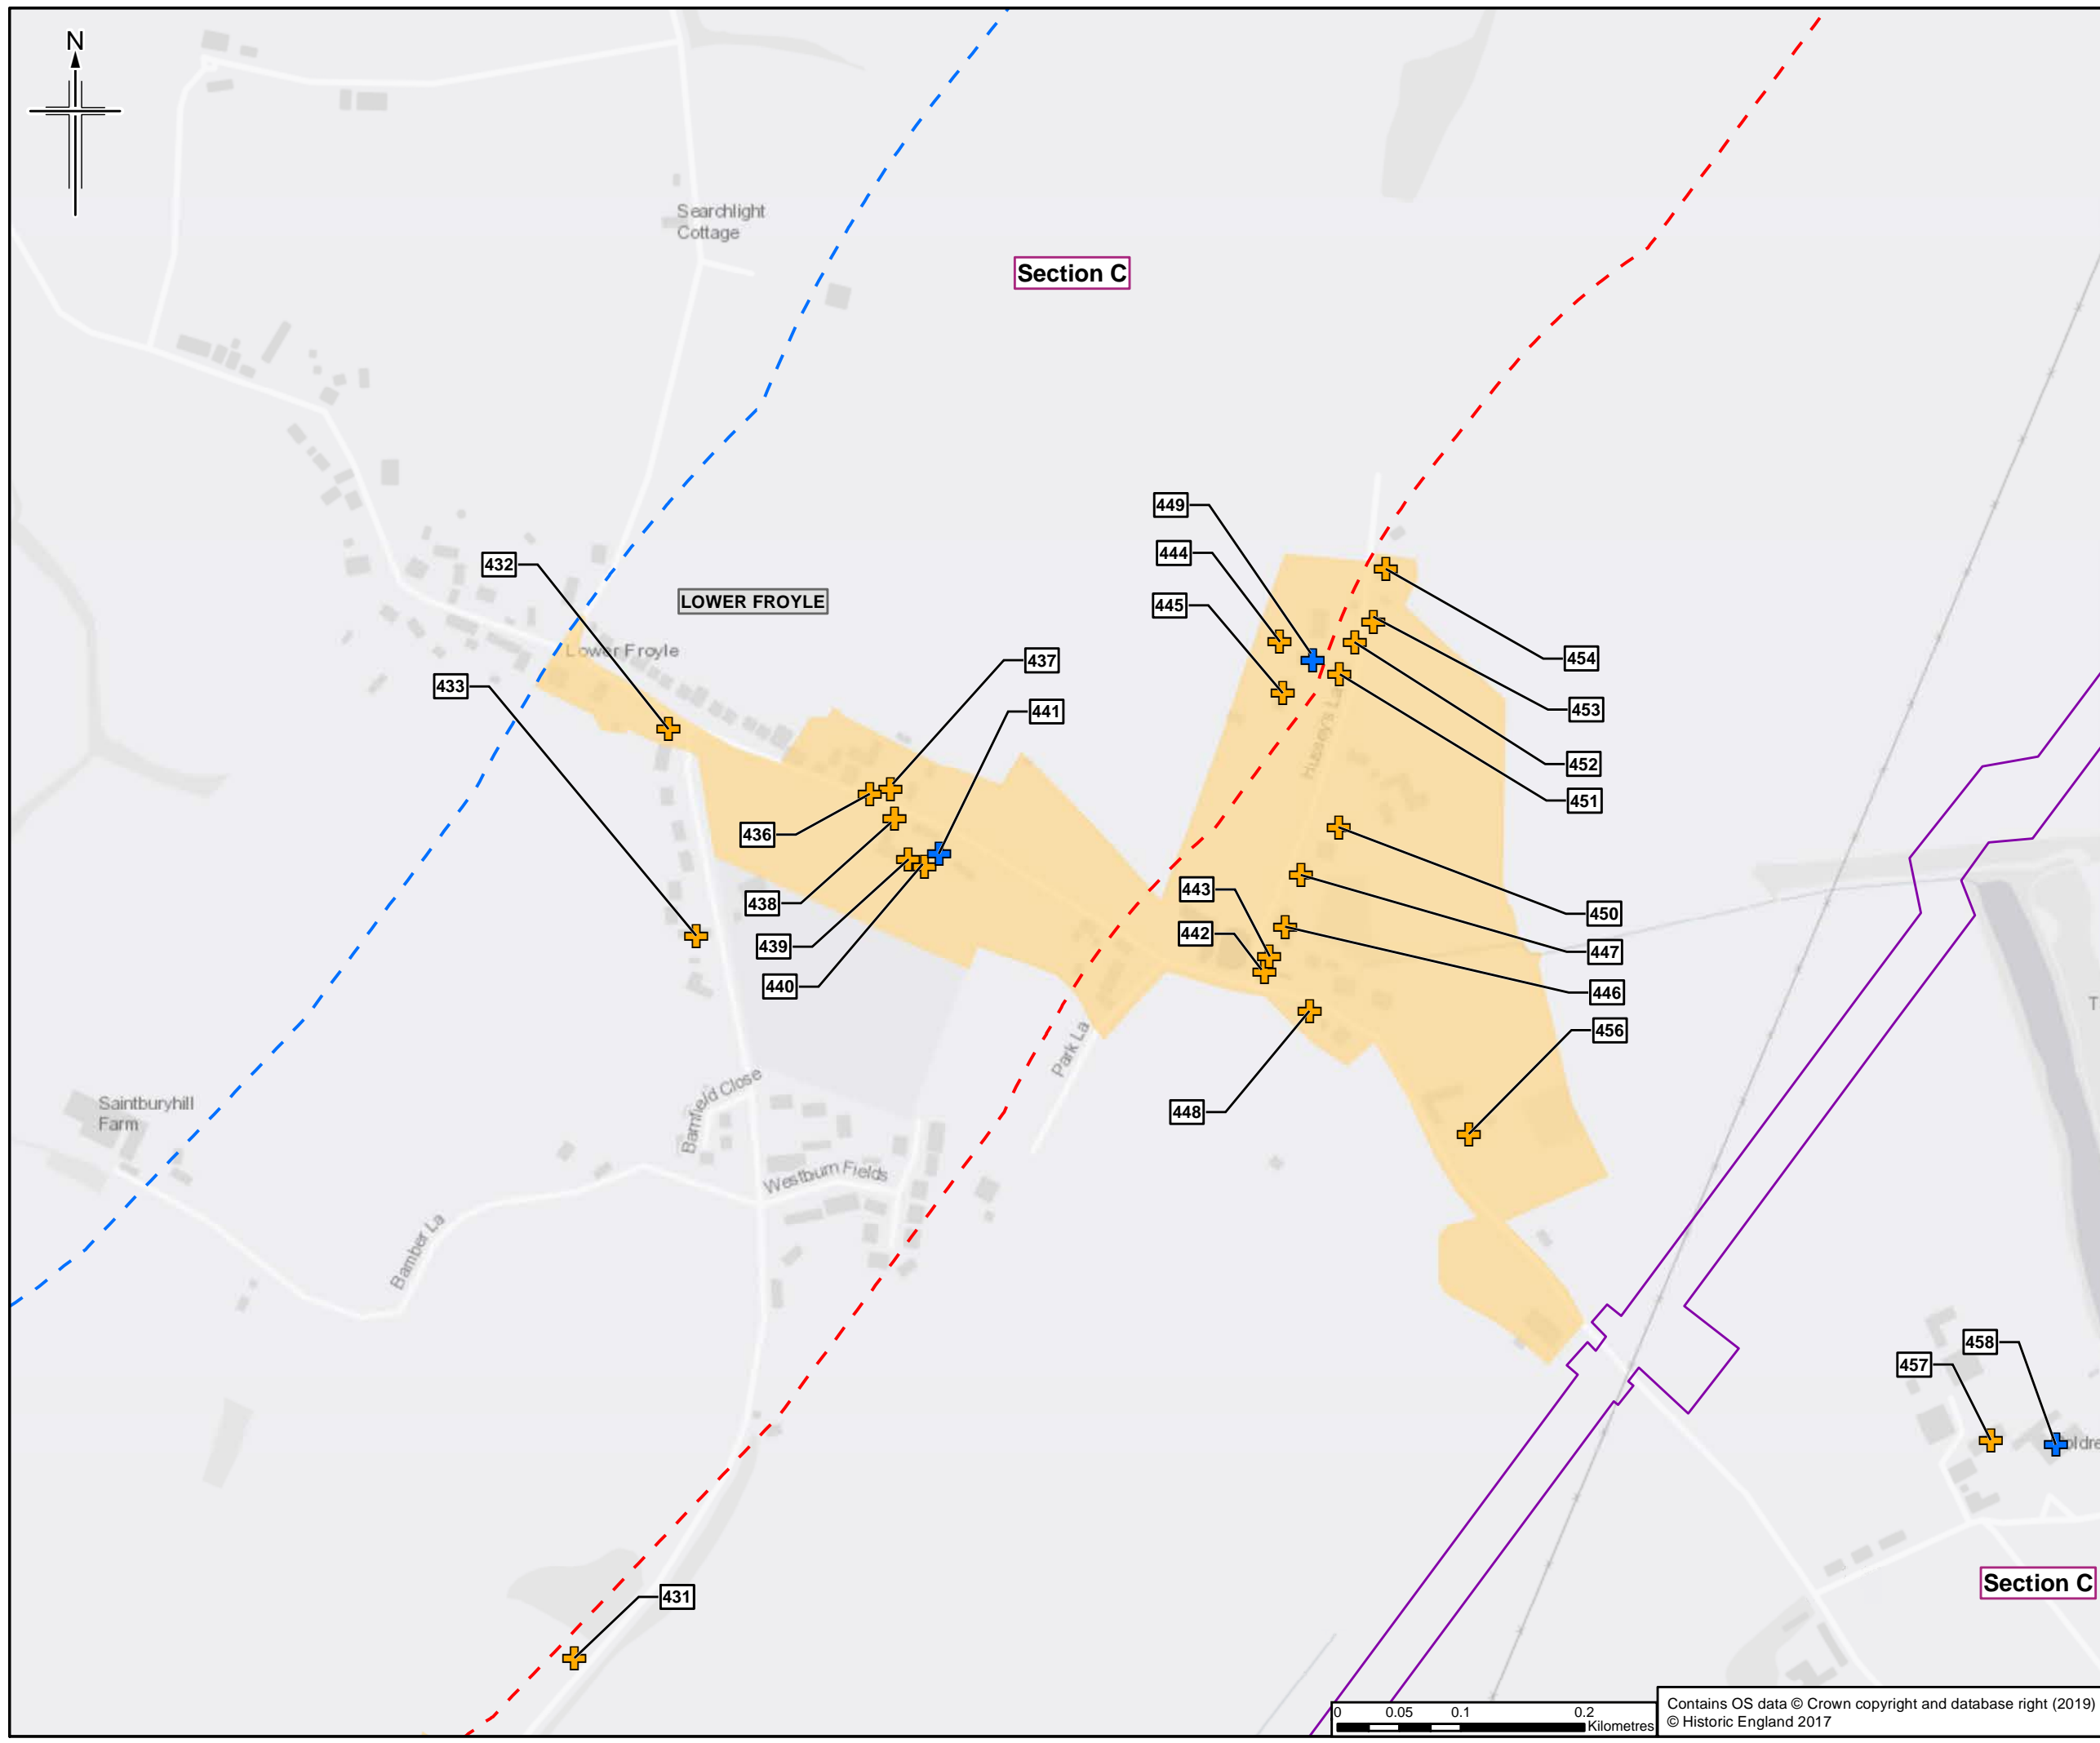 N
Searchlight
Cottage
Section C
449
444
432
445
LOWER FROYLE
Lower Froyle
437
454
433
441
453
Hussey's La
452
451
436
443
438
450
442
439
447
440
446
456
Park La
Barnfield Close
Saintburyhill
Farm
448
Westburn Fields
Bamber La
458
457
Section C
431
0 0.05 0.1 0.2
Kilometres
Contains OS data © Crown copyright and database right (2019)
© Historic England 2017